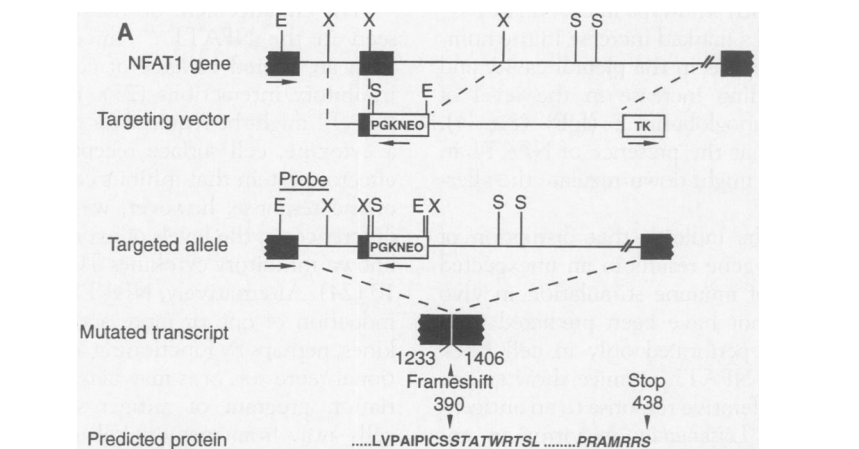 A
E X X X S S
NFAT1 gene
S E
Targeting vector PGKNEO TK
Probe
E X X S E X S S
Targeted allele PGKNEO
Mutated transcript
1233 1406
Frameshift Stop
390 438
Predicted protein .....LVPAIPICSSTATWRTSL .......PRAMRRS